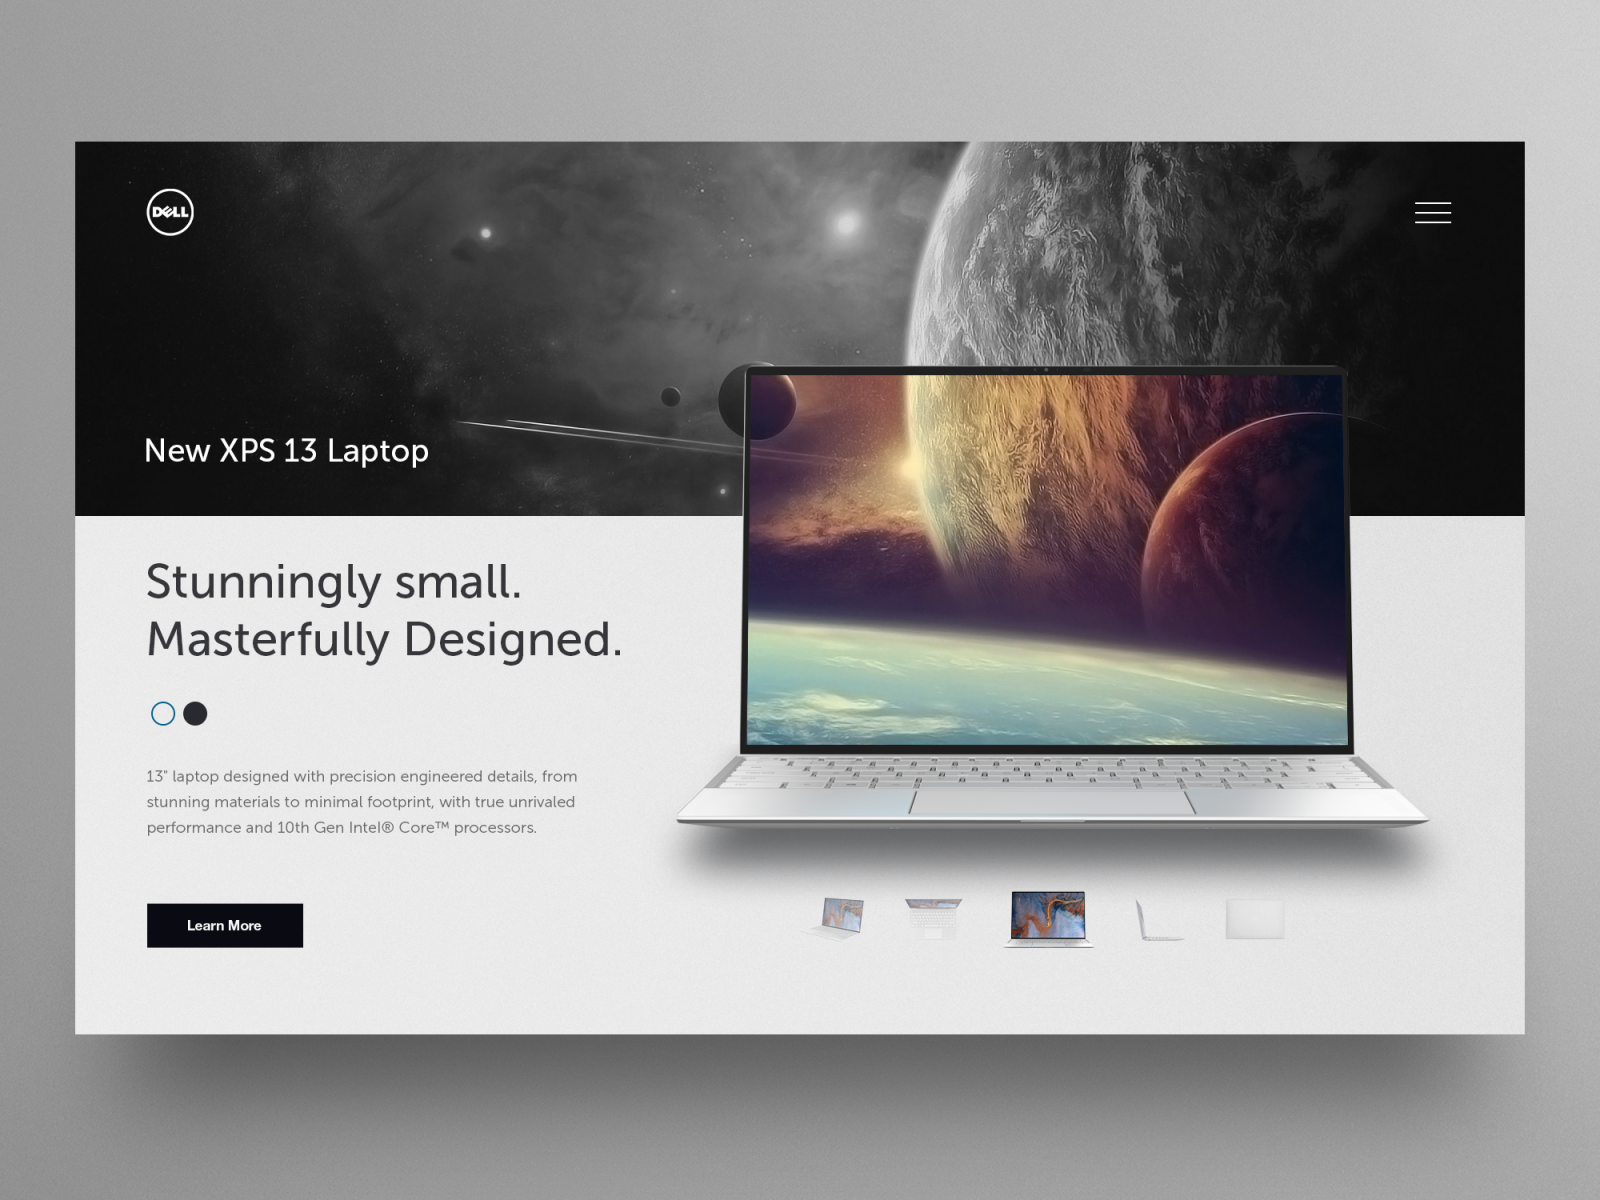 DELL
New XPS 13 Laptop
Stunningly small.
Masterfully Designed.
13" laptop designed with precision engineered details, from
stunning materials to minimal footprint, with true unrivaled
performance and 10th Gen Intel® Core™ processors.
Learn More